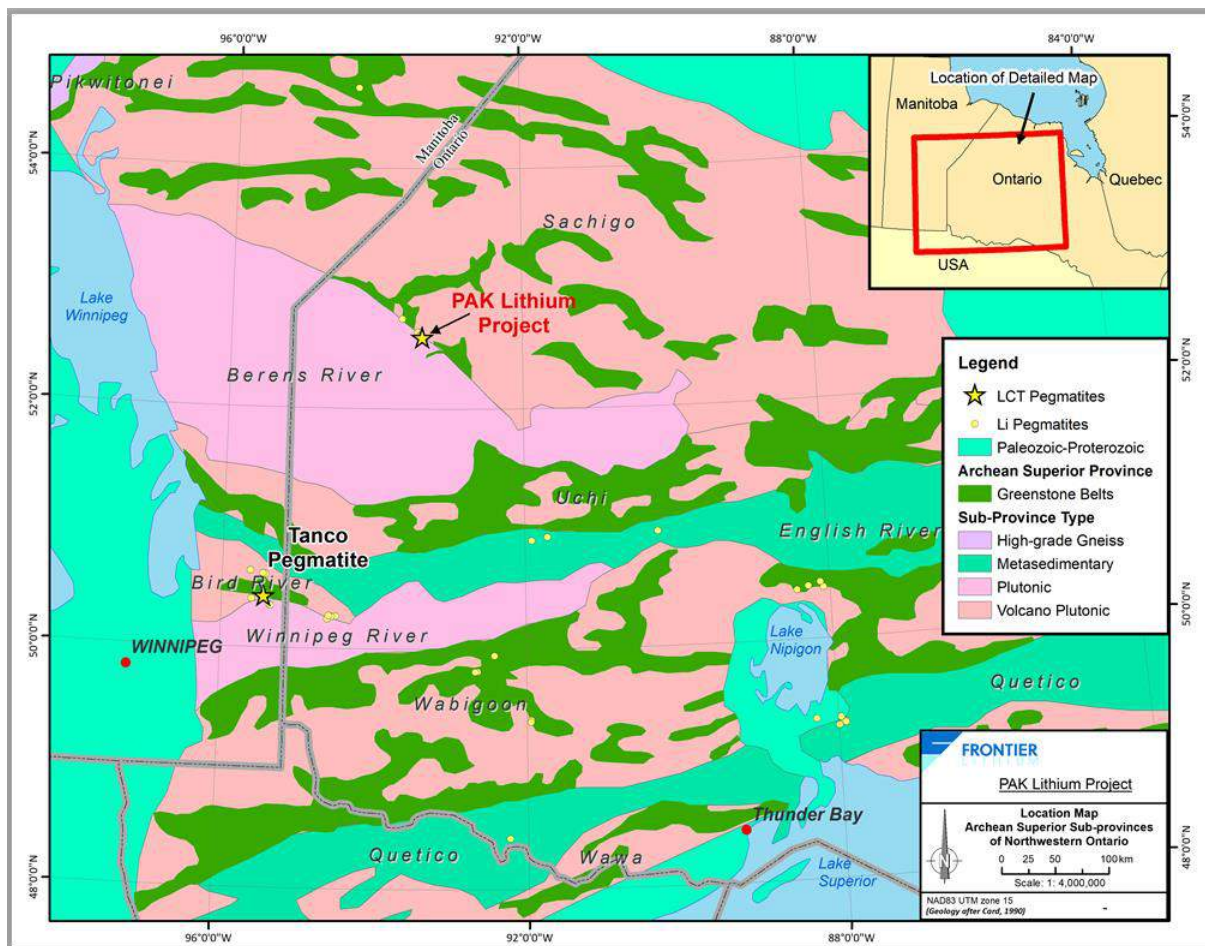 96°0'0"W
92°0'0"W
88°0'0"W
84°0'0"W
Pikwitonei
Manitoba
Ontario
54°0'0"N
Sachigo
Lake
Winnipeg
PAK Lithium
Project
Berens River
52°0'0"N
Uchi
English River
Tanco
Pegmatite
Bird River
Winnipeg River
50°0'0"N
WINNIPEG
Lake
Nipigon
Quetico
Wabigoon
Thunder Bay
Quetico
Wawa
Lake
Superior
48°0'0"N
96°0'0"W
92°0'0"W
88°0'0"W
Location of Detailed Map
Manitoba
Ontario
Quebec
USA
54°0'0"N
52°0'0"N
50°0'0"N
48°0'0"N
Legend
LCT Pegmatites
Li Pegmatites
Paleozoic-Proterozoic
Archean Superior Province
Greenstone Belts
Sub-Province Type
High-grade Gneiss
Metasedimentary
Plutonic
Volcano Plutonic
FRONTIER
PAK Lithium Project
N
Location Map
Archean Superior Sub-provinces
of Northwestern Ontario
0 25 50 100 km
Scale: 1: 4,000,000
NAD83 UTM zone 15
(Geology after Card, 1990)
-